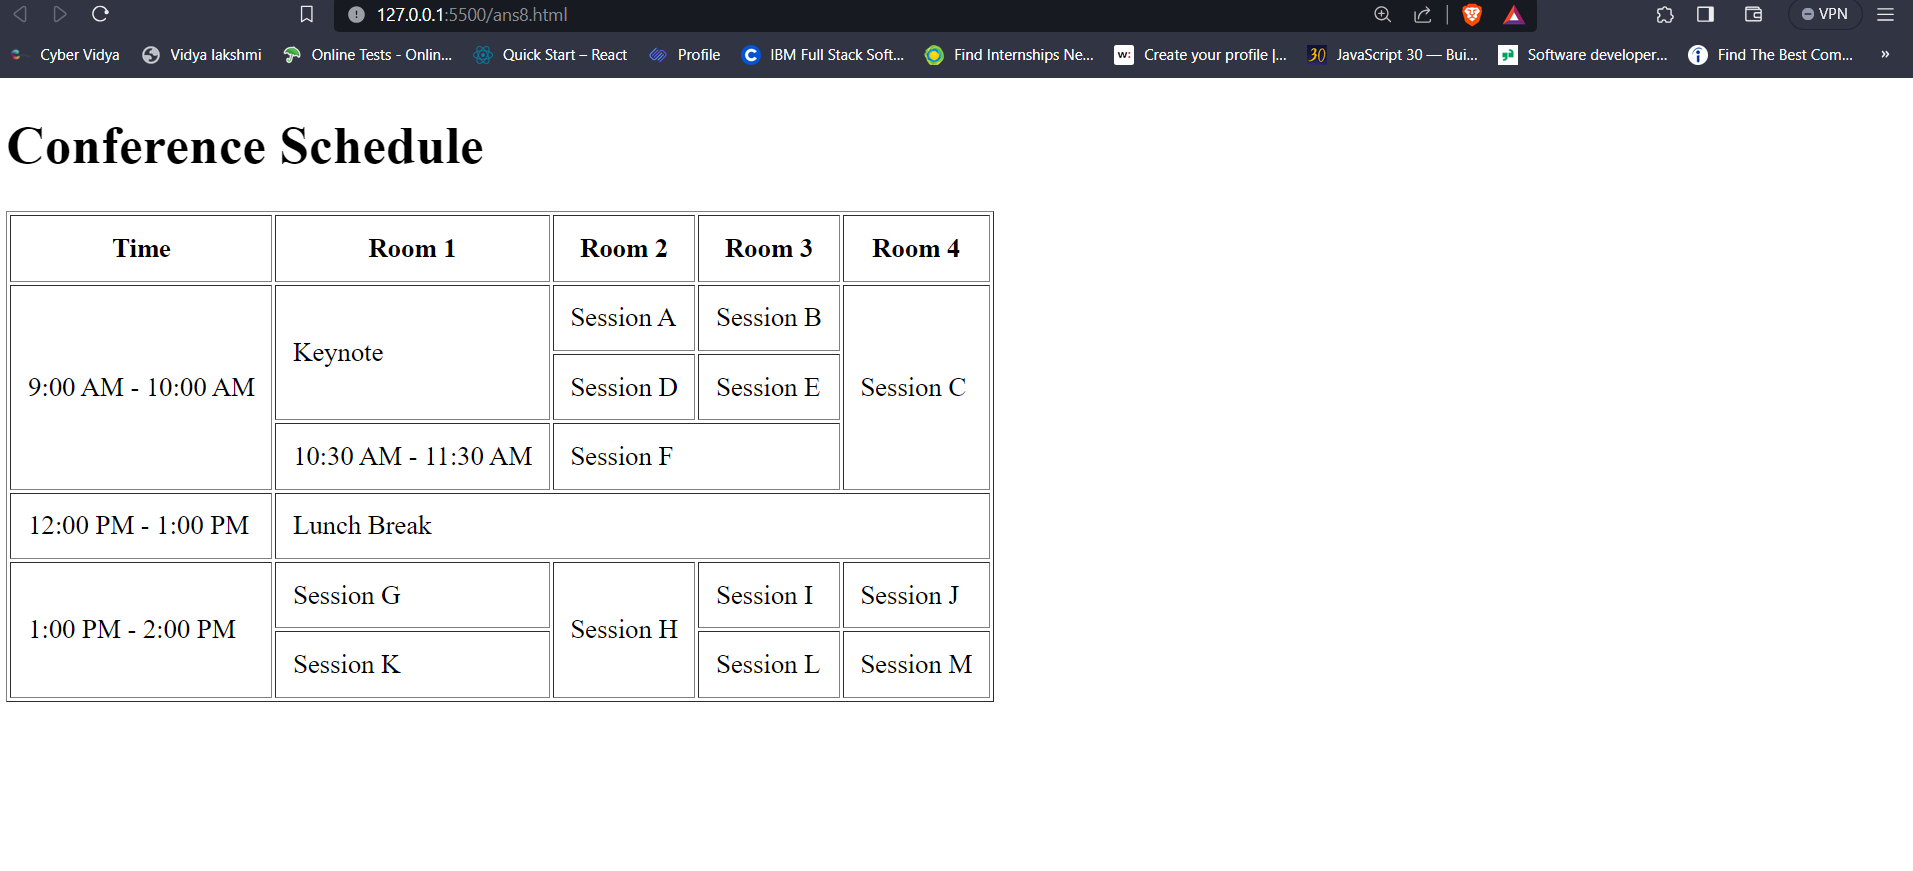 127.0.0.1:5500/ans8.html VPN
Cyber Vidya Vidya lakshmi Online Tests - Onlin... Quick Start – React Profile IBM Full Stack Soft... Find Internships Ne... w: Create your profile |... 30 JavaScript 30 — Bui... Software developer... Find The Best Com... »
Conference Schedule
Time Room 1 Room 2 Room 3 Room 4
Session A Session B
Keynote
9:00 AM - 10:00 AM Session D Session E Session C
10:30 AM - 11:30 AM Session F
12:00 PM - 1:00 PM Lunch Break
Session G Session I Session J
1:00 PM - 2:00 PM Session H
Session K Session L Session M